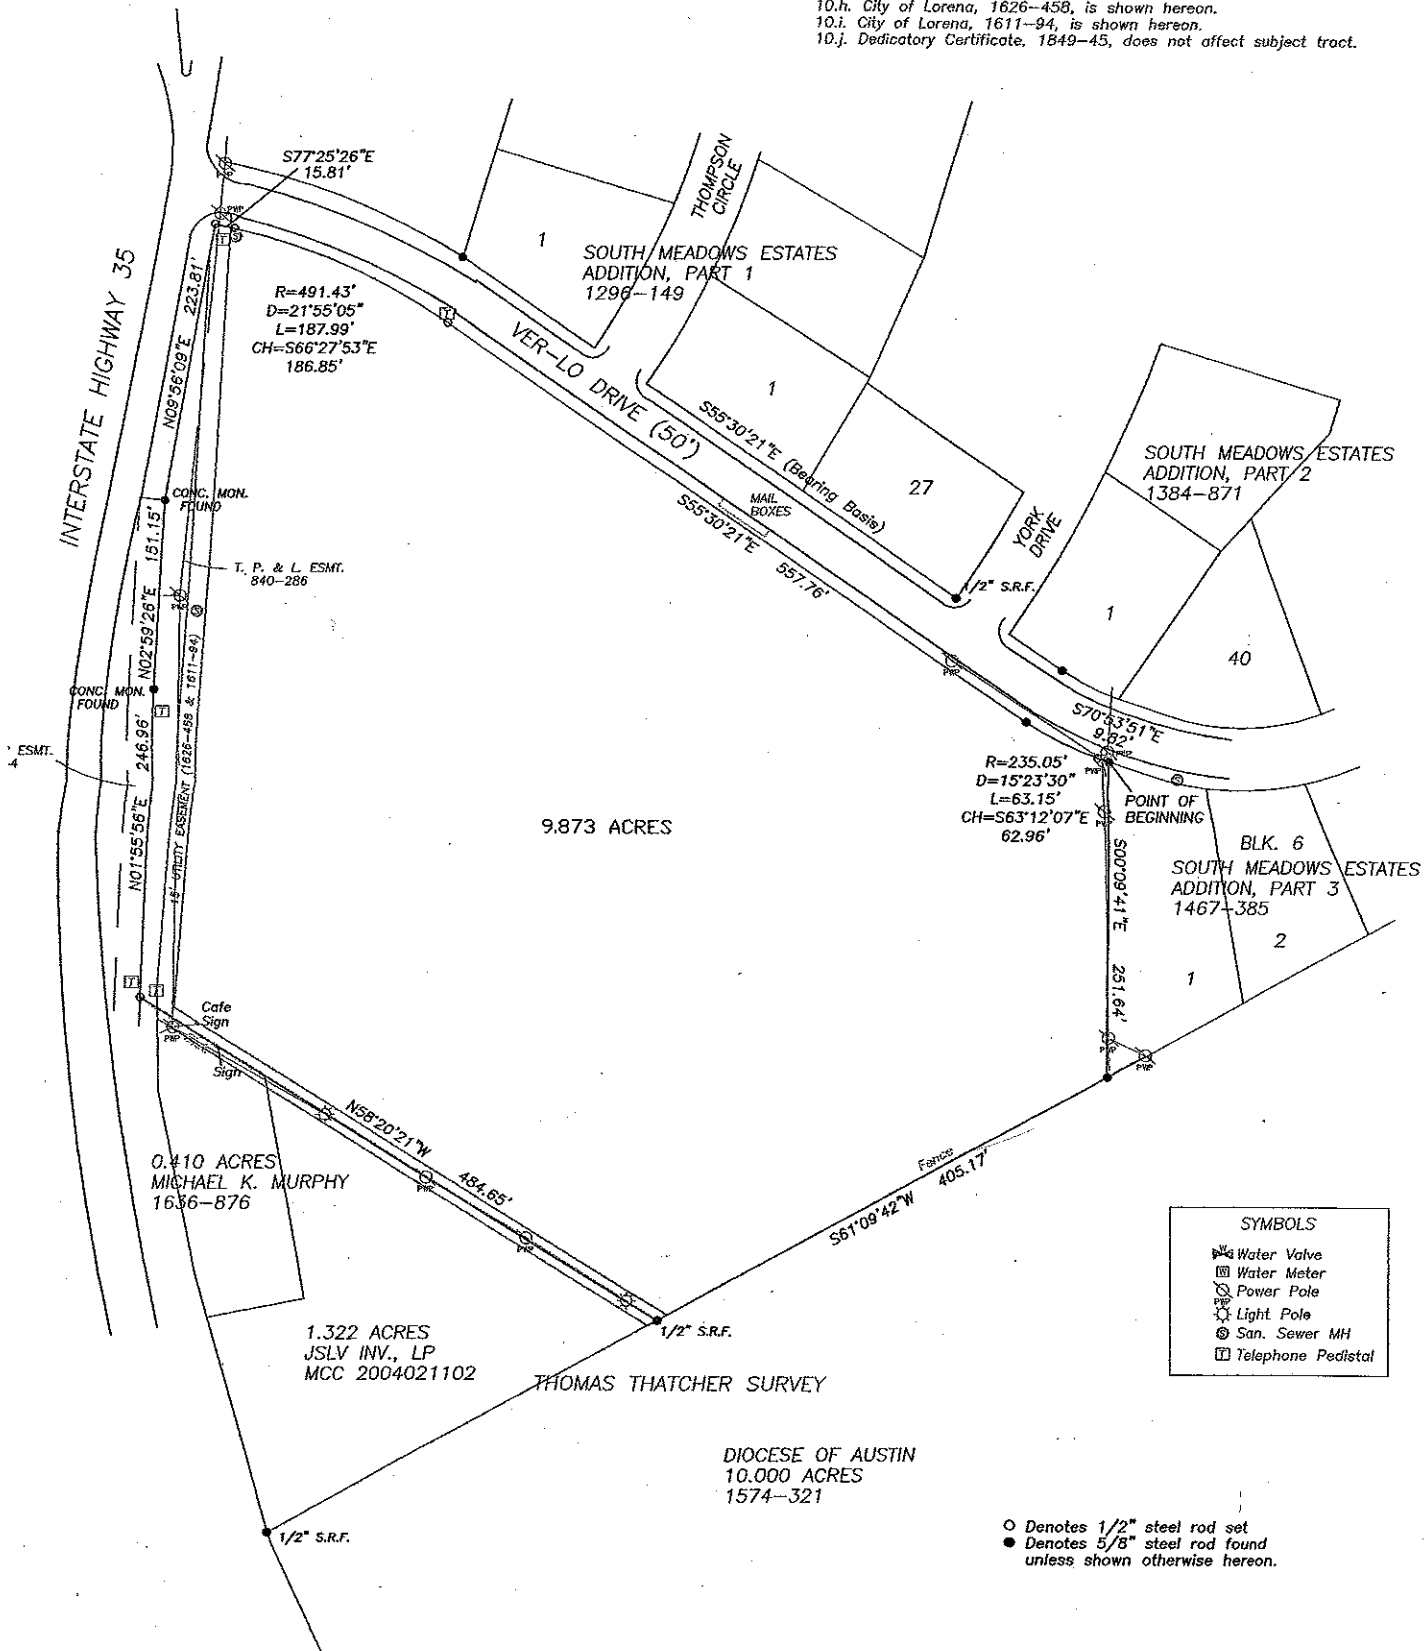 10.h. City of Lorena, 1626-458, is shown hereon.
10.i. City of Lorena, 1611-94, is shown hereon.
10.j. Dedicatory Certificate, 1849-45, does not affect subject tract.
S77°25'26"E
15.81'
PWP
PWP
T
S
THOMPSON
CIRCLE
1
SOUTH MEADOWS ESTATES
ADDITION, PART 1
1296-149
INTERSTATE HIGHWAY 35
N09°56'09"E 223.81'
R=491.43'
D=21°55'05"
L=187.99'
CH=S66°27'53"E
186.85'
T
VER-LO DRIVE (50')
1
S55°30'21"E (Bearing Basis)
27
SOUTH MEADOWS ESTATES
ADDITION, PART 2
1384-871
MAIL
BOXES
S55°30'21"E 557.76'
YORK
DRIVE
1/2" S.R.F.
CONC. MON.
FOUND
T. P. & L. ESMT.
840-286
N02°59'26"E 151.15'
S
15' UTILITY EASEMENT (1626-458 & 1611-94)
1
40
PWP
CONC. MON.
FOUND
T
S70°53'51"E
9.82'
PWP
PWP
S
' ESMT.
-4
N01°55'56"E 246.96'
R=235.05'
D=15°23'30"
L=63.15'
CH=S63°12'07"E
62.96'
POINT OF
BEGINNING
9.873 ACRES
BLK. 6
SOUTH MEADOWS ESTATES
ADDITION, PART 3
1467-385
S00°09'41"E 251.64'
2
1
T
T
Cafe
Sign
PWP
Sign
PWP
PWP
N58°20'21"W 484.65'
0.410 ACRES
MICHAEL K. MURPHY
1636-876
PWP
PWP
Fence
S61°09'42"W 405.17'
SYMBOLS
W Water Valve
W Water Meter
PWP Power Pole
Light Pole
S San. Sewer MH
T Telephone Pedistal
1/2" S.R.F.
1.322 ACRES
JSLV INV., LP
MCC 2004021102
THOMAS THATCHER SURVEY
DIOCESE OF AUSTIN
10.000 ACRES
1574-321
1/2" S.R.F.
Denotes 1/2" steel rod set
Denotes 5/8" steel rod found
unless shown otherwise hereon.